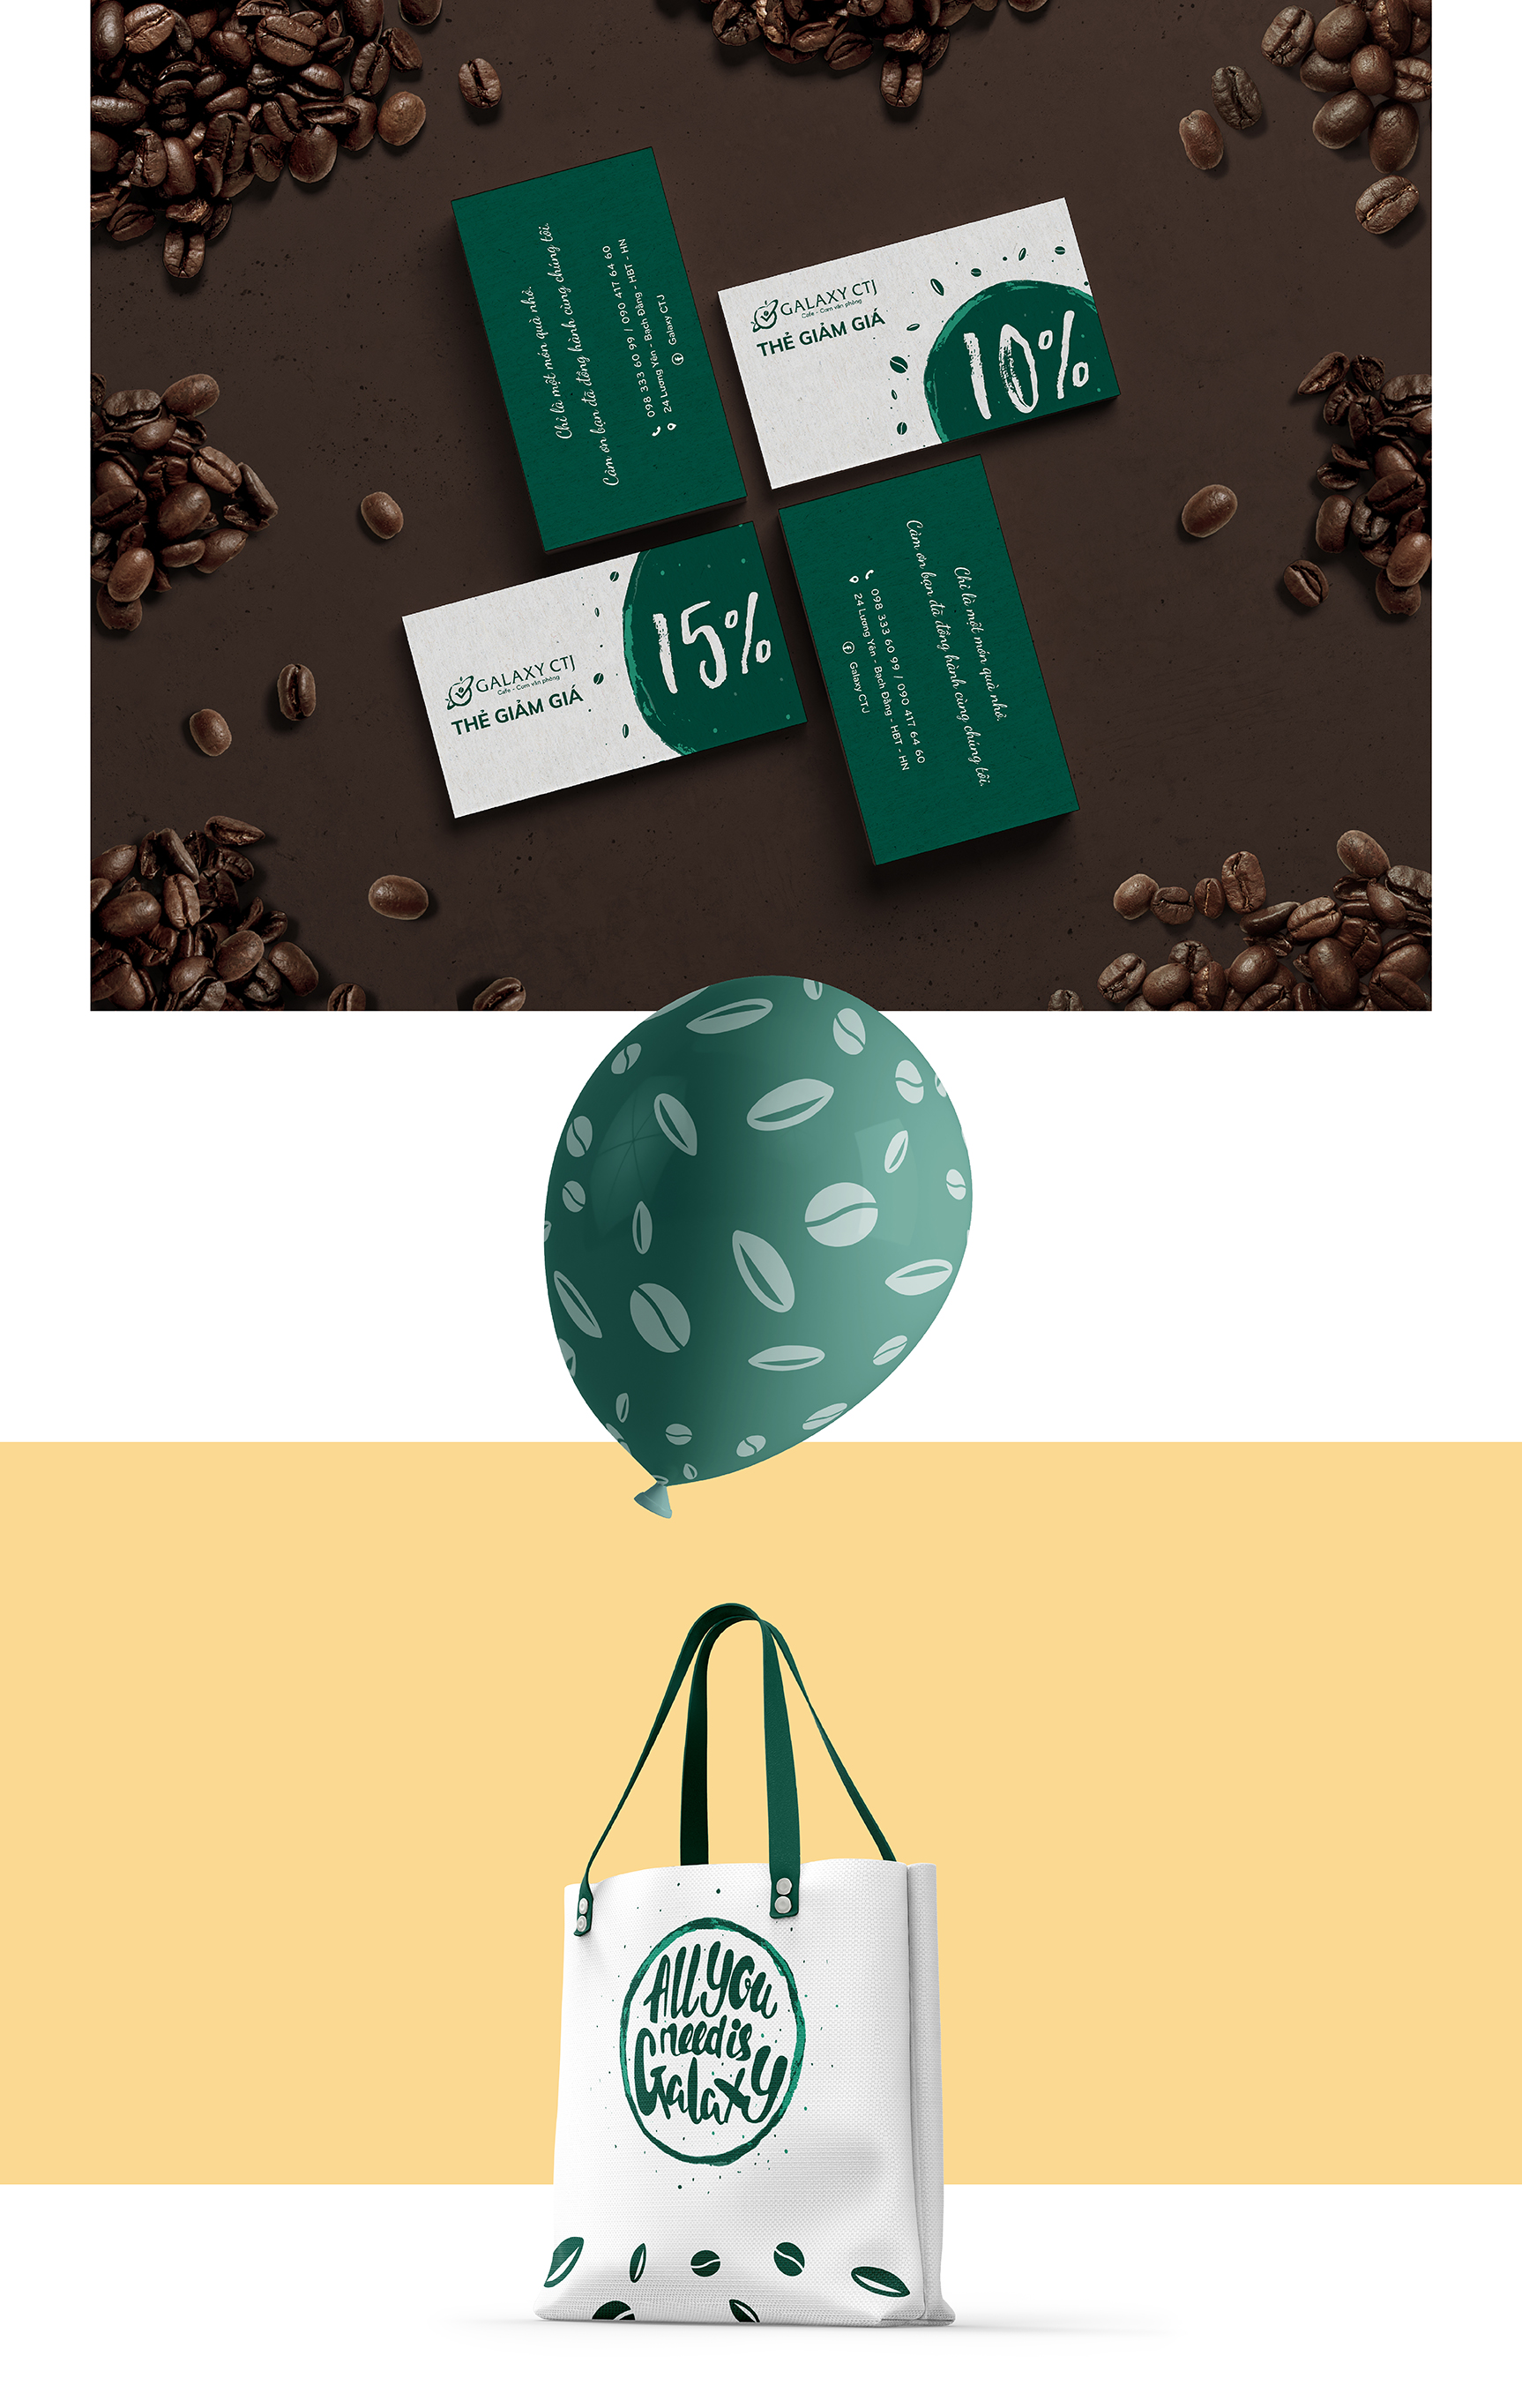 Chỉ là một món quà nhỏ.
Cảm ơn bạn đã đồng hành cùng chúng tôi.
098 333 60 99 / 090 417 64 60
24 Lương Yên - Bạch Đằng - HBT - HN
Galaxy CTJ
GALAXY CTJ
Cafe - Cơm văn phòng
THẺ GIẢM GIÁ
10%
GALAXY CTJ
Cafe - Cơm văn phòng
THẺ GIẢM GIÁ
15%
Chỉ là một món quà nhỏ.
Cảm ơn bạn đã đồng hành cùng chúng tôi.
098 333 60 99 / 090 417 64 60
24 Lương Yên - Bạch Đằng - HBT - HN
Galaxy CTJ
All you
need is
Galaxy